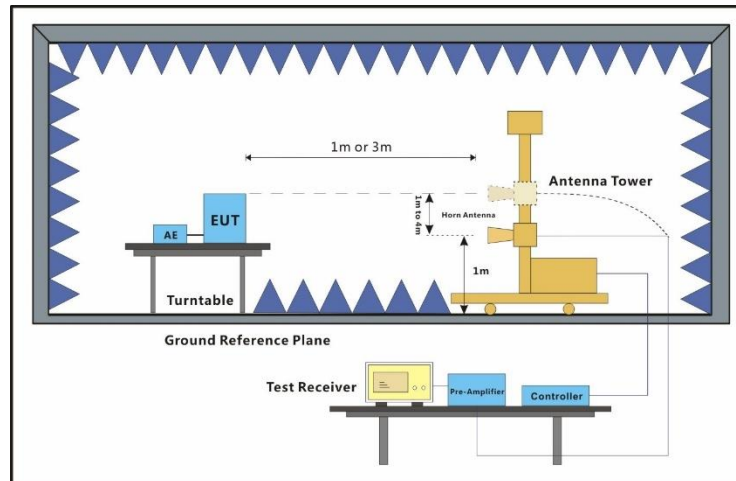 1m or 3m
Antenna Tower
1m to 4m
Horn Antenna
EUT
AE
1m
Turntable
Ground Reference Plane
Test Receiver
Pre-Amplifier
Controller